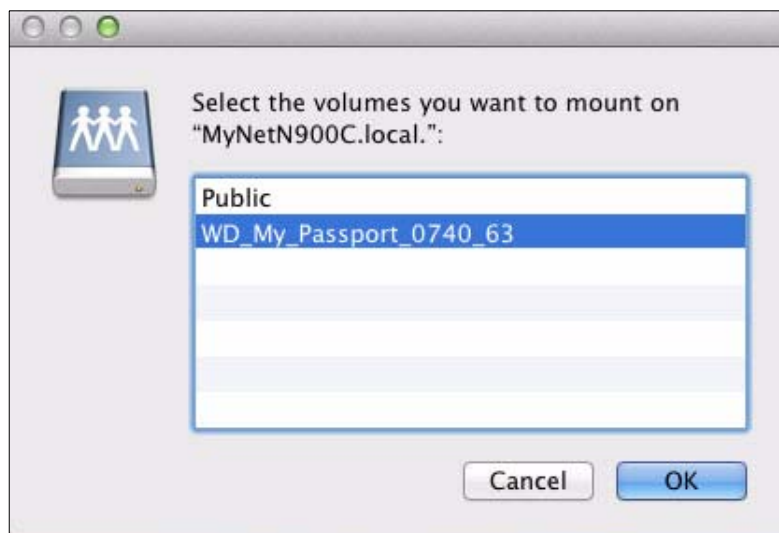 Select the volumes you want to mount on
“MyNetN900C.local.”:
Public
WD_My_Passport_0740_63
Cancel
OK